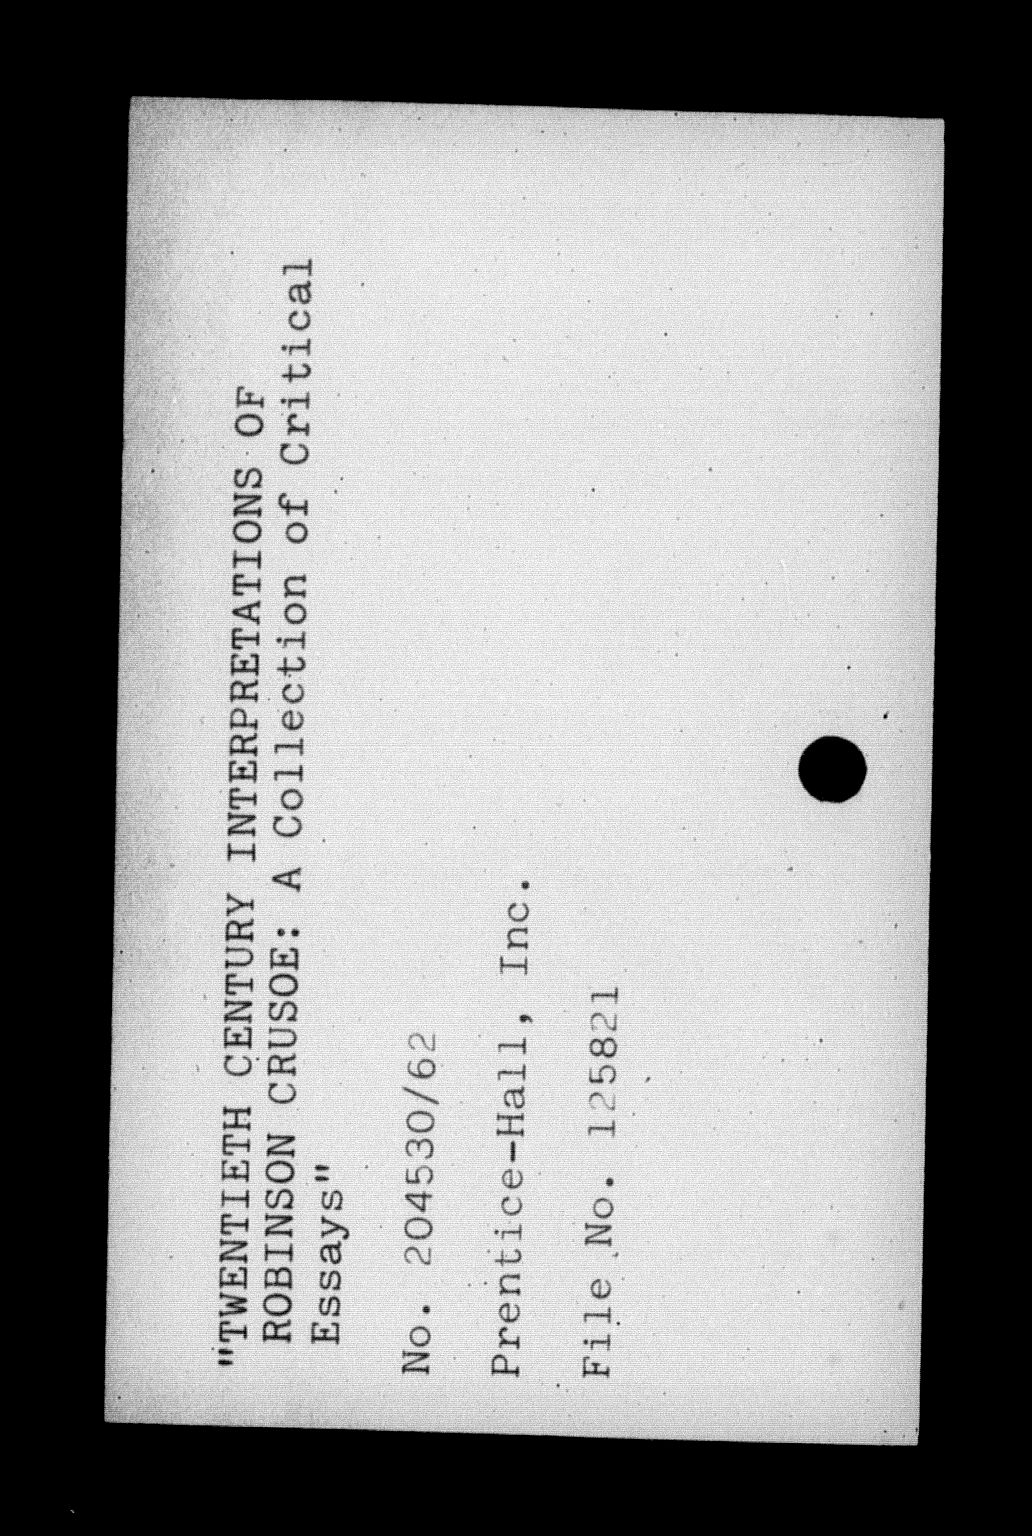 "TWENTIETH CENTURY INTERPRETATIONS OF
ROBINSON CRUSOE: A Collection of Critical
Essays"
No. 204530/62
Prentice-Hall, Inc.
File No. 125821